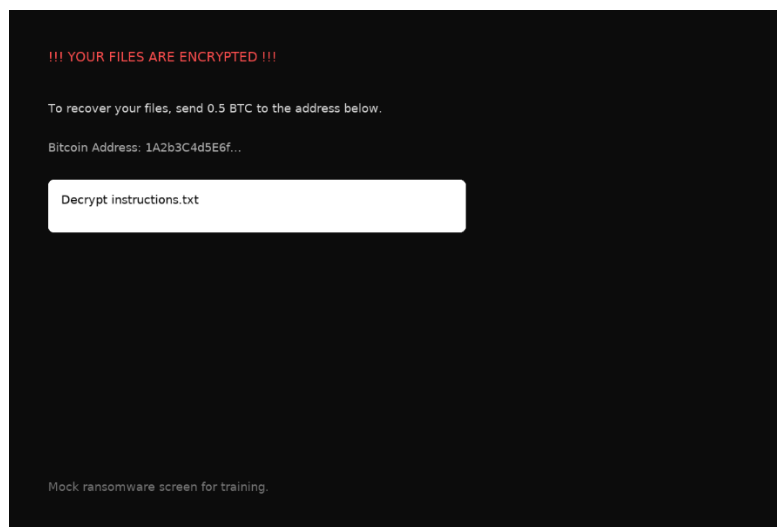 !!! YOUR FILES ARE ENCRYPTED !!!
To recover your files, send 0.5 BTC to the address below.
Bitcoin Address: 1A2b3C4d5E6f...
Decrypt instructions.txt
Mock ransomware screen for training.